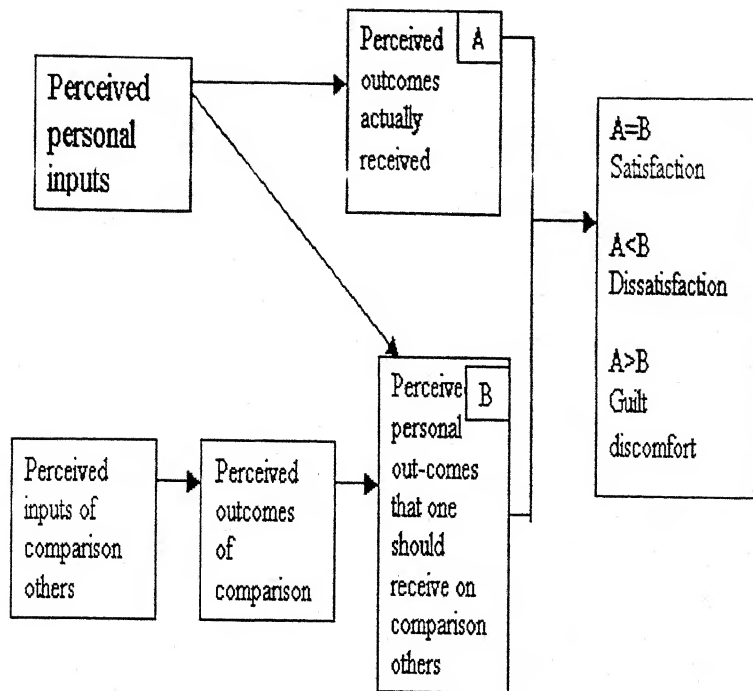 Perceived
personal
inputs
Perceived
outcomes
actually
received
A
Perceived
inputs of
comparison
others
Perceived
outcomes
of
comparison
Perceive
personal
out-comes
that one
should
receive on
comparison
others
B
A=B
Satisfaction
A<B
Dissatisfaction
A>B
Guilt
discomfort